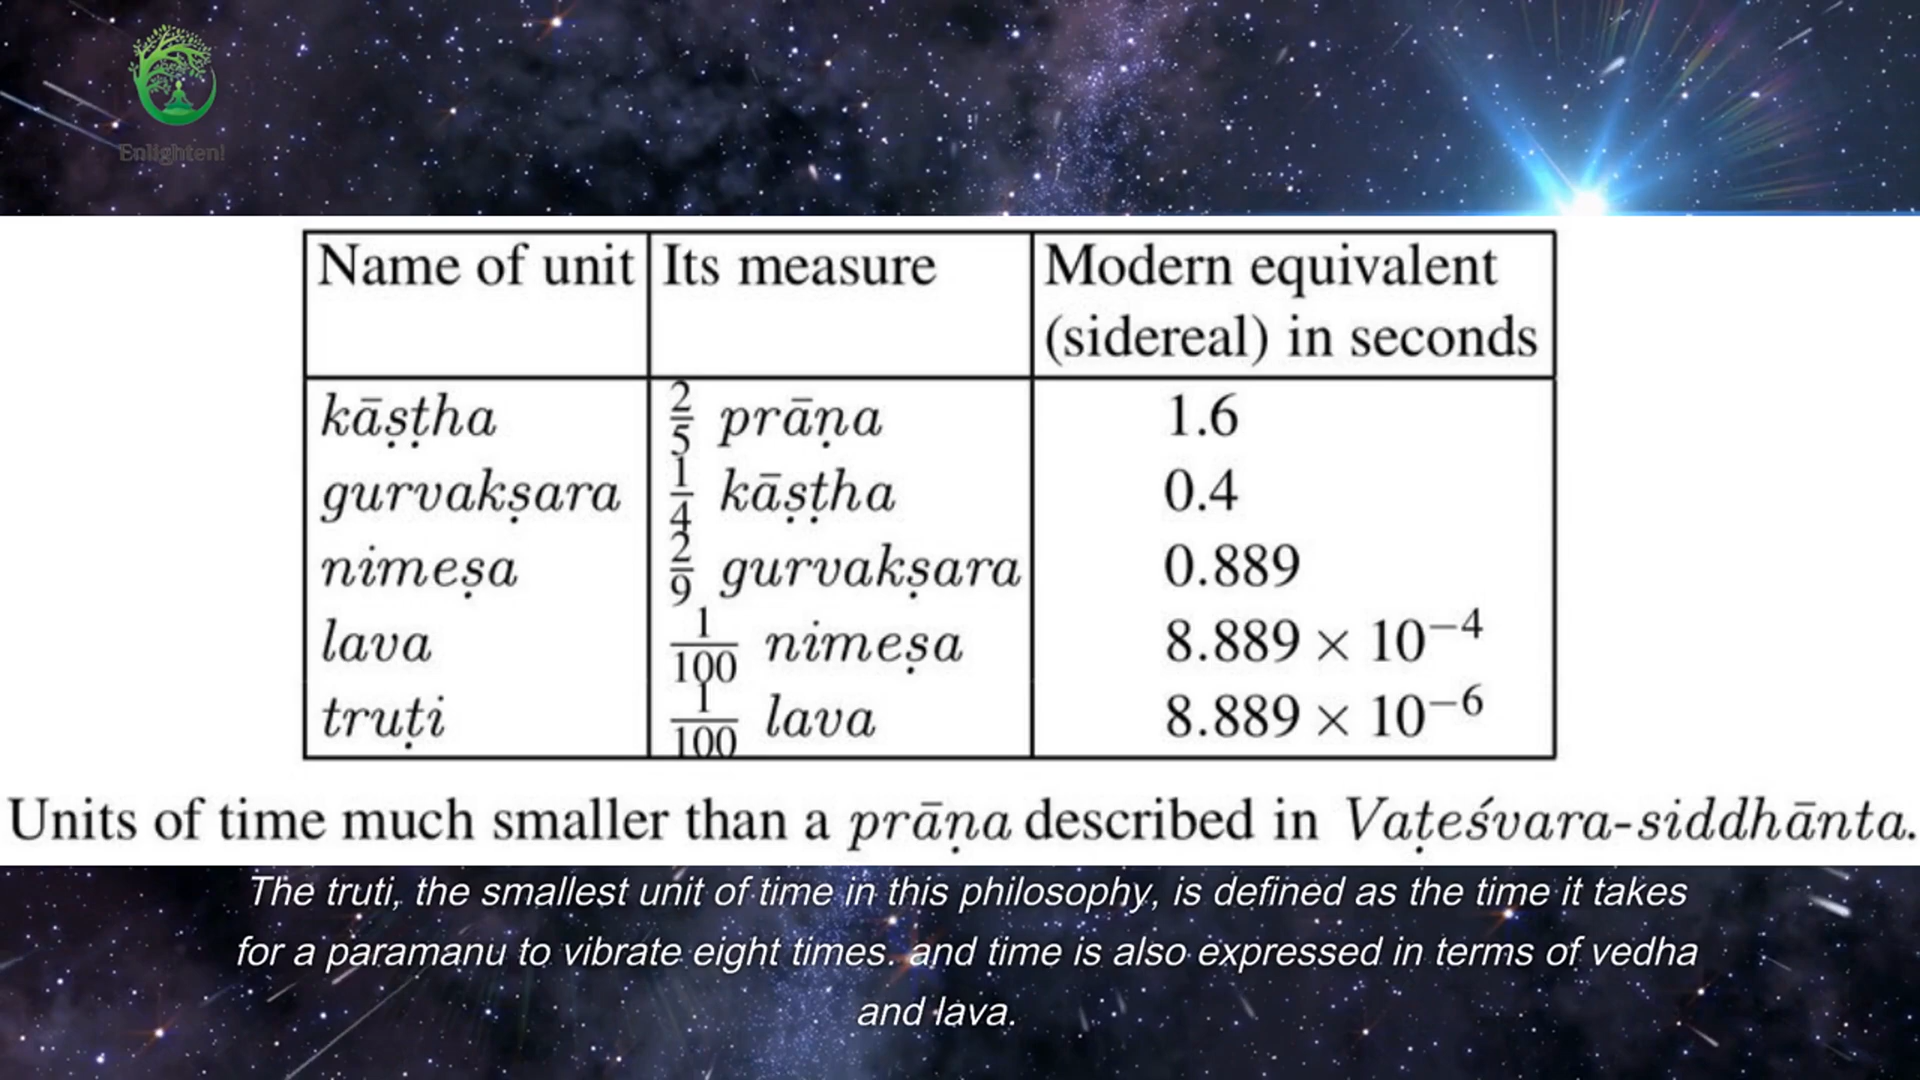 Enlighten!
Name of unit Its measure Modern equivalent
(sidereal) in seconds
kāṣṭha 2/5 prāṇa 1.6
gurvakṣara 1/4 kāṣṭha 0.4
nimeṣa 2/9 gurvakṣara 0.889
lava 1/100 nimeṣa 8.889 × 10⁻⁴
truṭi 1/100 lava 8.889 × 10⁻⁶
Units of time much smaller than a prāṇa described in Vaṭeśvara-siddhānta.
The truti, the smallest unit of time in this philosophy, is defined as the time it takes
for a paramanu to vibrate eight times. and time is also expressed in terms of vedha
and lava.